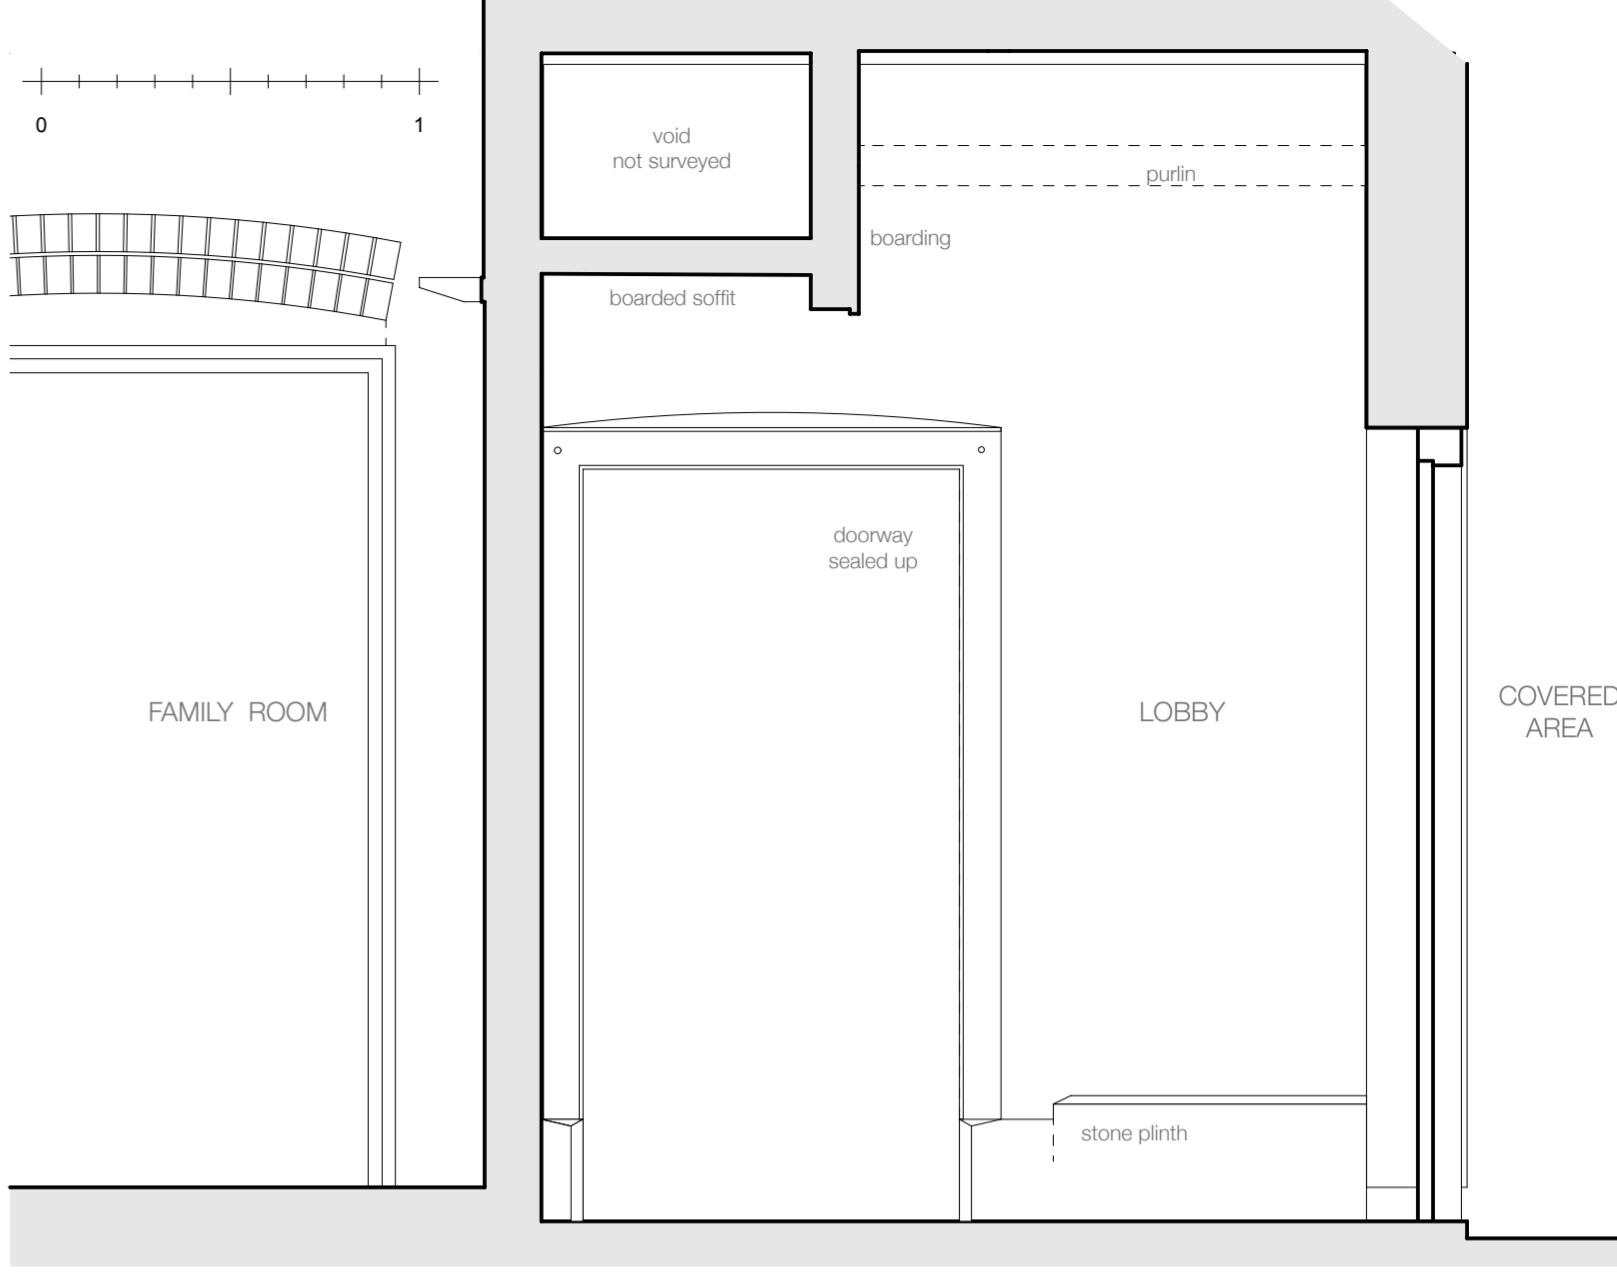 0 1
void
not surveyed
purlin
boarding
boarded soffit
doorway
sealed up
FAMILY ROOM
LOBBY
COVERED
AREA
stone plinth